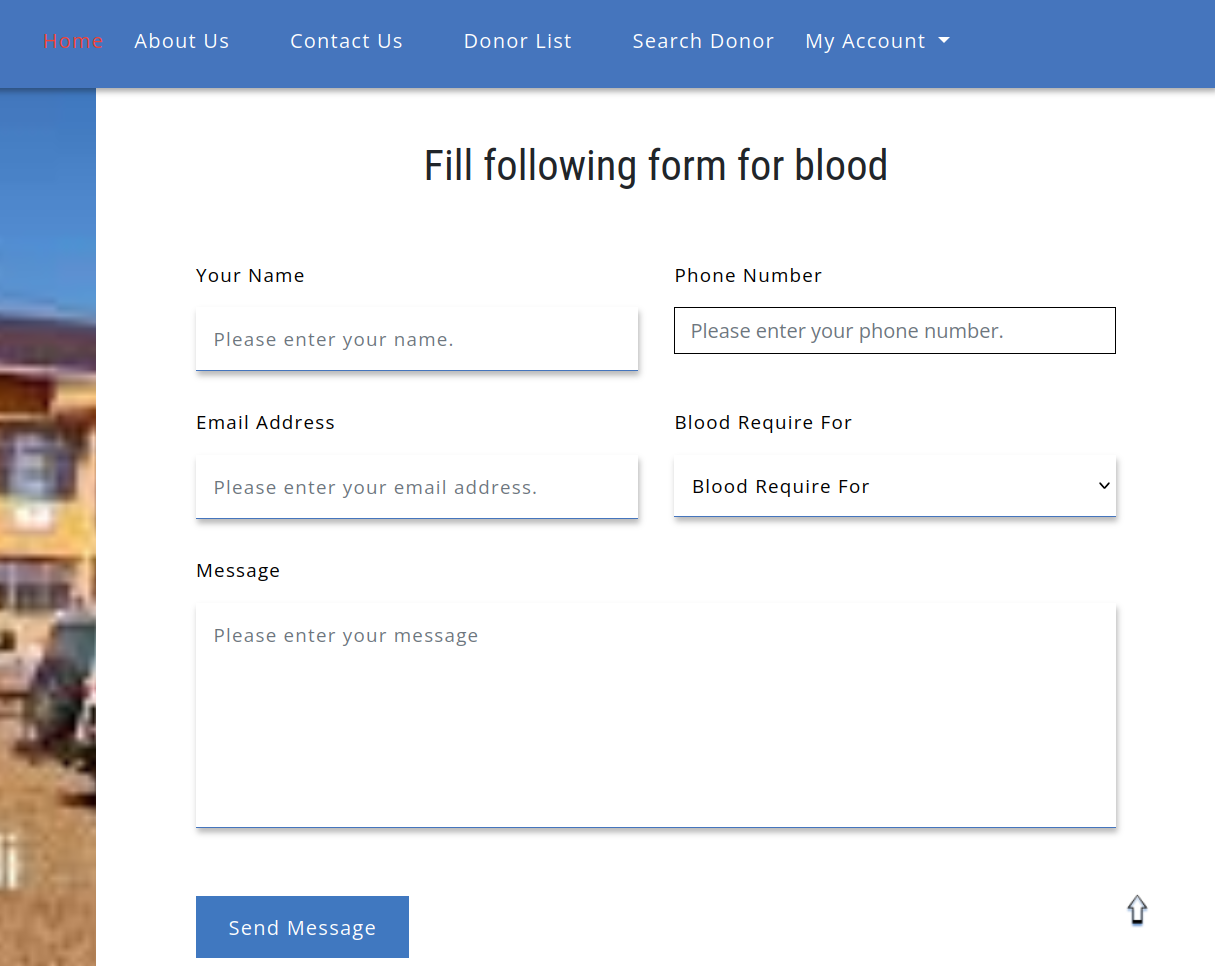 Home About Us Contact Us Donor List Search Donor My Account
Fill following form for blood
Your Name Phone Number
Please enter your name. Please enter your phone number.
Email Address Blood Require For
Please enter your email address. Blood Require For
Message
Please enter your message
Send Message